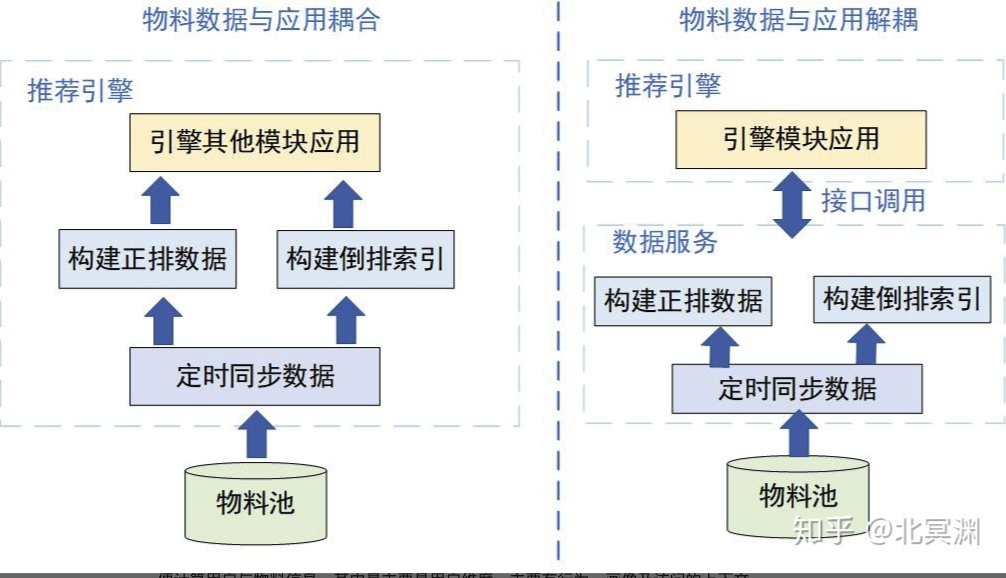 物料数据与应用耦合
推荐引擎
引擎其他模块应用
构建正排数据
构建倒排索引
定时同步数据
物料池
物料数据与应用解耦
推荐引擎
引擎模块应用
接口调用
数据服务
构建正排数据
构建倒排索引
定时同步数据
物料池
知乎 @北冥渊